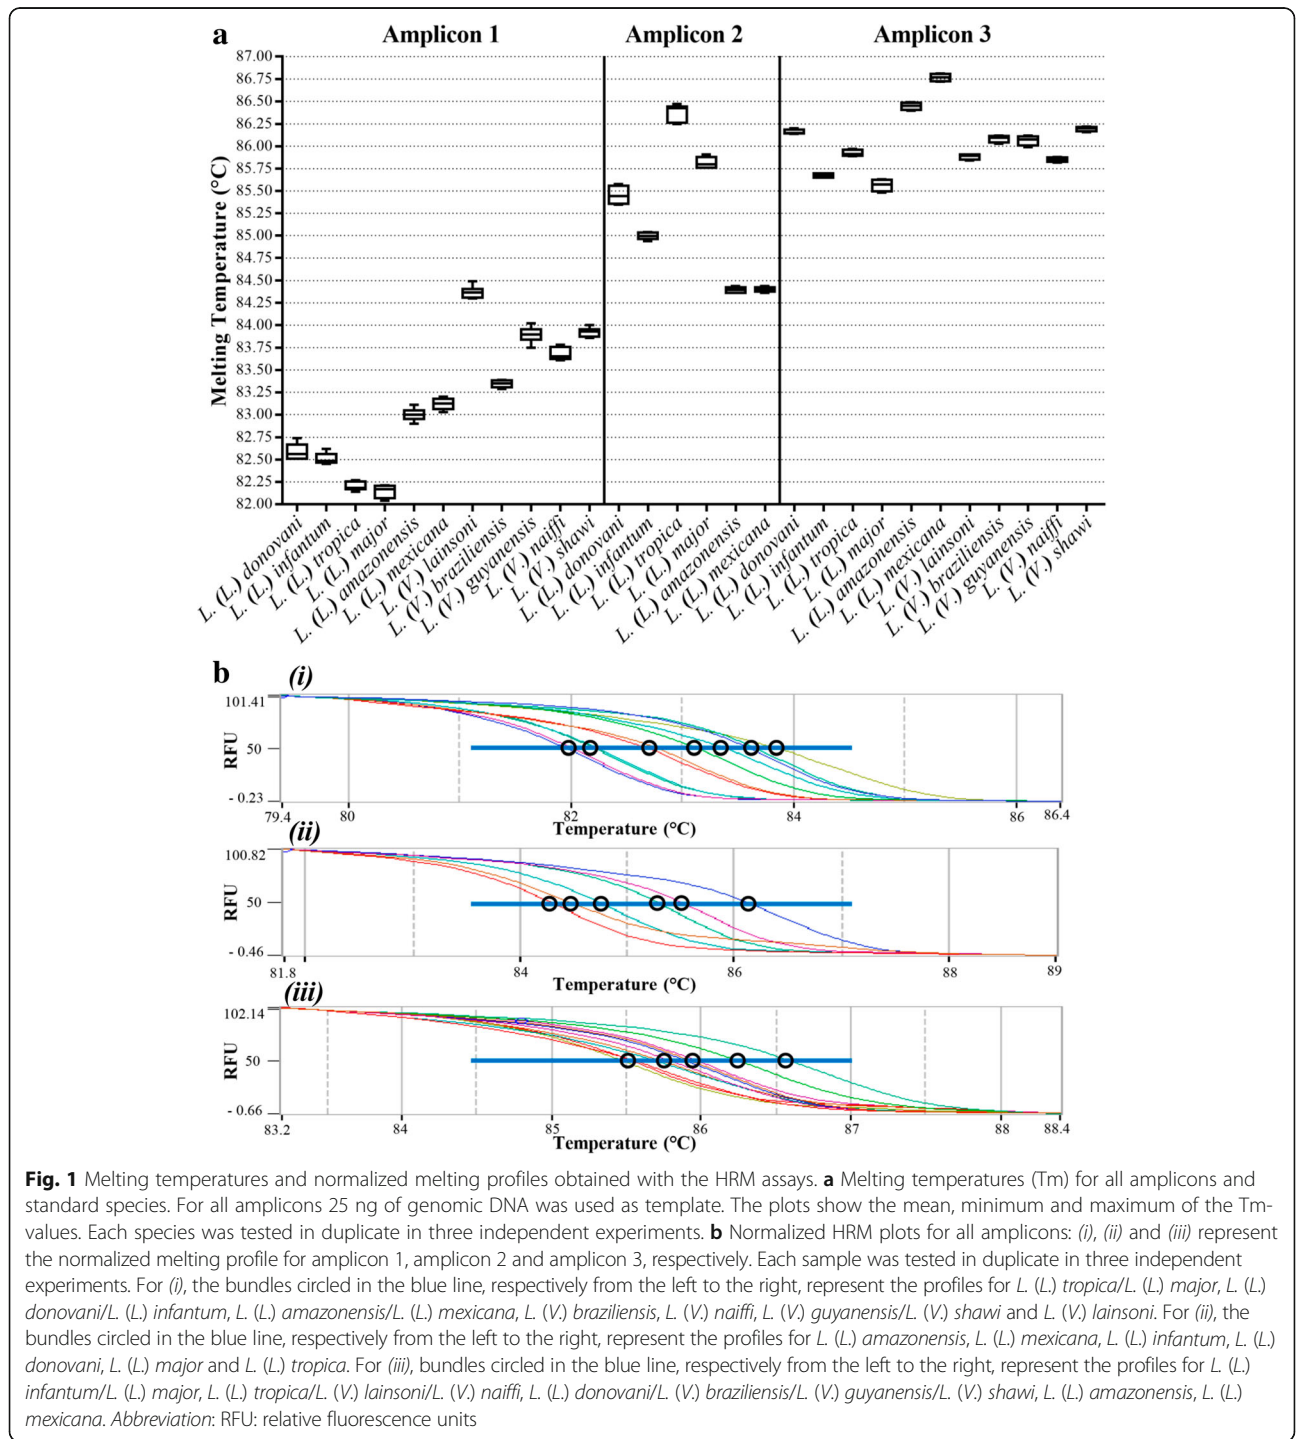 a Amplicon 1 Amplicon 2 Amplicon 3
87.00
86.75
86.50
86.25
86.00
85.75
85.50
85.25
85.00
84.75
84.50
84.25
84.00
83.75
83.50
83.25
83.00
82.75
82.50
82.25
82.00
Melting Temperature (°C)
L. (L.) donovani
L. (L.) infantum
L. (L.) tropica
L. (L.) major
L. (L.) amazonensis
L. (L.) mexicana
L. (V.) lainsoni
L. (V.) braziliensis
L. (V.) guyanensis
L. (V.) naiffi
L. (V.) shawi
L. (L.) donovani
L. (L.) infantum
L. (L.) tropica
L. (L.) major
L. (L.) amazonensis
L. (L.) mexicana
L. (L.) donovani
L. (L.) infantum
L. (L.) tropica
L. (L.) major
L. (L.) amazonensis
L. (L.) mexicana
L. (V.) lainsoni
L. (V.) braziliensis
L. (V.) guyanensis
L. (V.) naiffi
L. (V.) shawi
b (i)
101.41
50
- 0.23
RFU
79.4 80 82 84 86 86.4
Temperature (°C)
(ii)
100.82
50
- 0.46
RFU
81.8 84 86 88 89
Temperature (°C)
(iii)
102.14
50
- 0.66
RFU
83.2 84 85 86 87 88 88.4
Temperature (°C)
Fig. 1 Melting temperatures and normalized melting profiles obtained with the HRM assays. a Melting temperatures (Tm) for all amplicons and
standard species. For all amplicons 25 ng of genomic DNA was used as template. The plots show the mean, minimum and maximum of the Tm-
values. Each species was tested in duplicate in three independent experiments. b Normalized HRM plots for all amplicons: (i), (ii) and (iii) represent
the normalized melting profile for amplicon 1, amplicon 2 and amplicon 3, respectively. Each sample was tested in duplicate in three independent
experiments. For (i), the bundles circled in the blue line, respectively from the left to the right, represent the profiles for L. (L.) tropica/L. (L.) major, L. (L.)
donovani/L. (L.) infantum, L. (L.) amazonensis/L. (L.) mexicana, L. (V.) braziliensis, L. (V.) naiffi, L. (V.) guyanensis/L. (V.) shawi and L. (V.) lainsoni. For (ii), the
bundles circled in the blue line, respectively from the left to the right, represent the profiles for L. (L.) amazonensis, L. (L.) mexicana, L. (L.) infantum, L. (L.)
donovani, L. (L.) major and L. (L.) tropica. For (iii), bundles circled in the blue line, respectively from the left to the right, represent the profiles for L. (L.)
infantum/L. (L.) major, L. (L.) tropica/L. (V.) lainsoni/L. (V.) naiffi, L. (L.) donovani/L. (V.) braziliensis/L. (V.) guyanensis/L. (V.) shawi, L. (L.) amazonensis, L. (L.)
mexicana. Abbreviation: RFU: relative fluorescence units